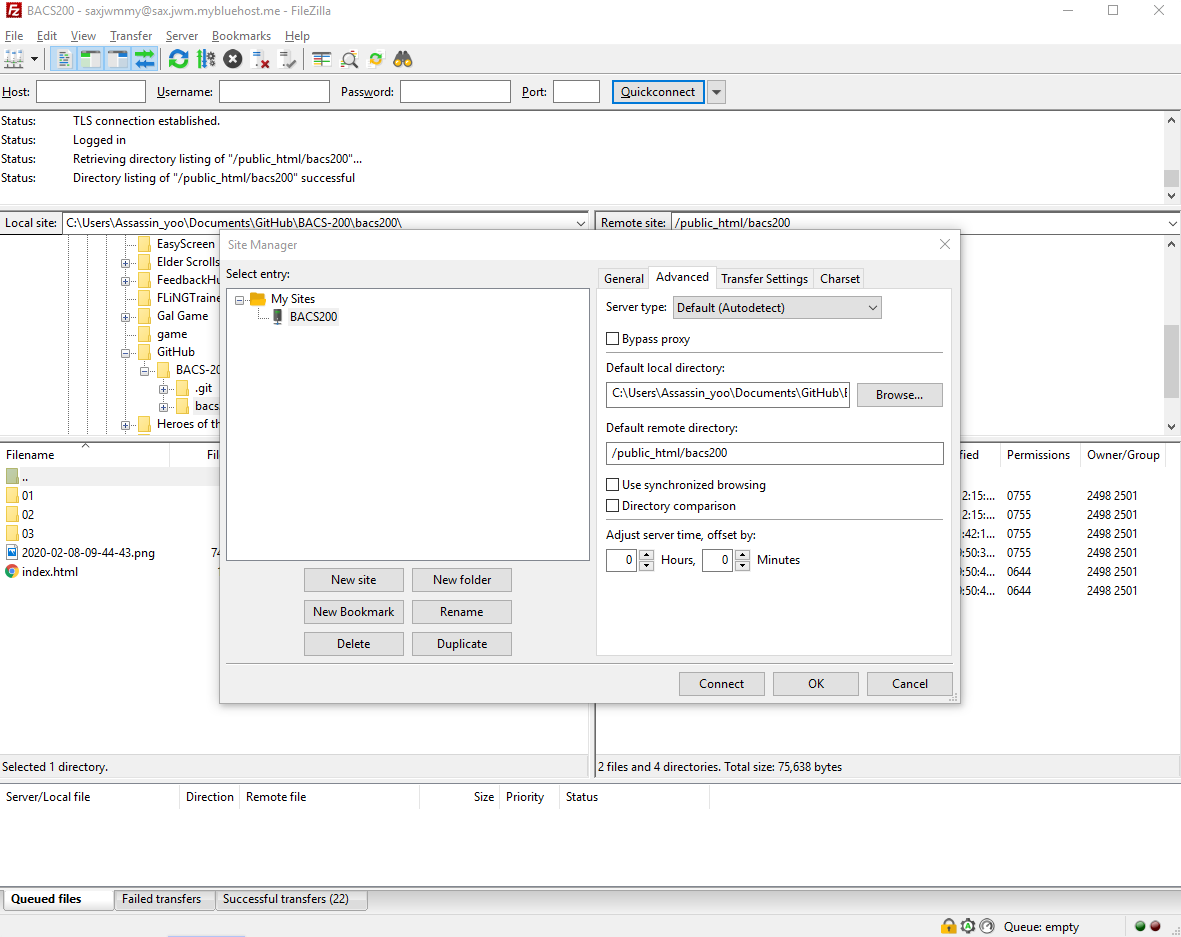 BACS200 - saxjwmmy@sax.jwm.mybluehost.me - FileZilla
File Edit View Transfer Server Bookmarks Help
Host: Username: Password: Port: Quickconnect
Status: TLS connection established.
Status: Logged in
Status: Retrieving directory listing of "/public_html/bacs200"...
Status: Directory listing of "/public_html/bacs200" successful
Local site: C:\Users\Assassin_yoo\Documents\GitHub\BACS-200\bacs200\
Remote site: /public_html/bacs200
EasyScreen
Elder Scrolls
FeedbackHu
FLiNGTraine
Gal Game
game
GitHub
BACS-20
.git
bacs
Heroes of th
Filename Fil
..
01
02
03
2020-02-08-09-44-43.png 74
index.html
Site Manager
Select entry:
My Sites
BACS200
New site New folder
New Bookmark Rename
Delete Duplicate
General Advanced Transfer Settings Charset
Server type: Default (Autodetect)
Bypass proxy
Default local directory:
C:\Users\Assassin_yoo\Documents\GitHub\ Browse...
Default remote directory:
/public_html/bacs200
Use synchronized browsing
Directory comparison
Adjust server time, offset by:
0 Hours, 0 Minutes
Connect OK Cancel
fied Permissions Owner/Group
2:15:... 0755 2498 2501
2:15:... 0755 2498 2501
:42:1... 0755 2498 2501
:50:3... 0755 2498 2501
:50:4... 0644 2498 2501
:50:4... 0644 2498 2501
Selected 1 directory.
2 files and 4 directories. Total size: 75,638 bytes
Server/Local file Direction Remote file Size Priority Status
Queued files Failed transfers Successful transfers (22)
Queue: empty